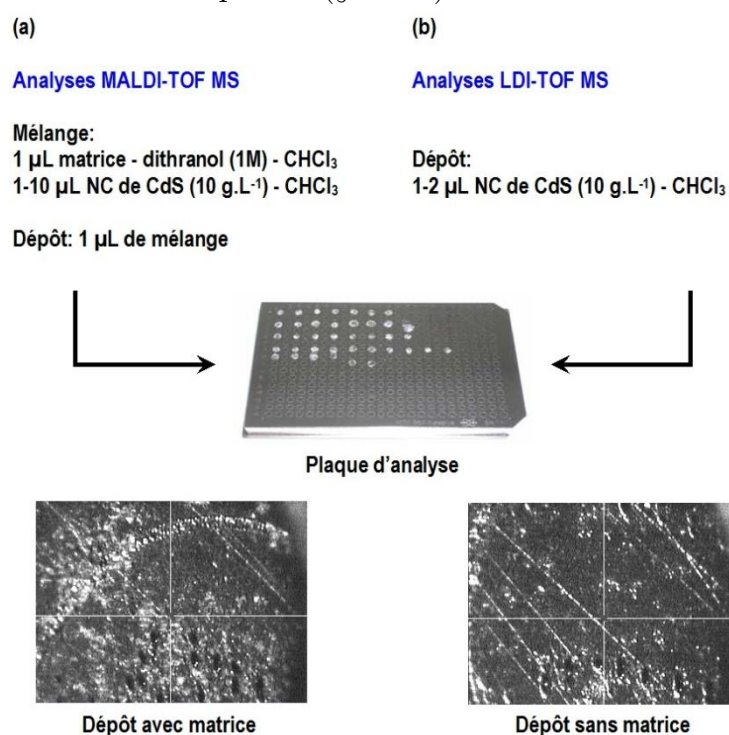 (a)
Analyses MALDI-TOF MS
Mélange:
1 µL matrice - dithranol (1M) - CHCl₃
1-10 µL NC de CdS (10 g.L⁻¹) - CHCl₃
Dépôt: 1 µL de mélange
(b)
Analyses LDI-TOF MS
Dépôt:
1-2 µL NC de CdS (10 g.L⁻¹) - CHCl₃
Plaque d’analyse
Dépôt avec matrice
Dépôt sans matrice